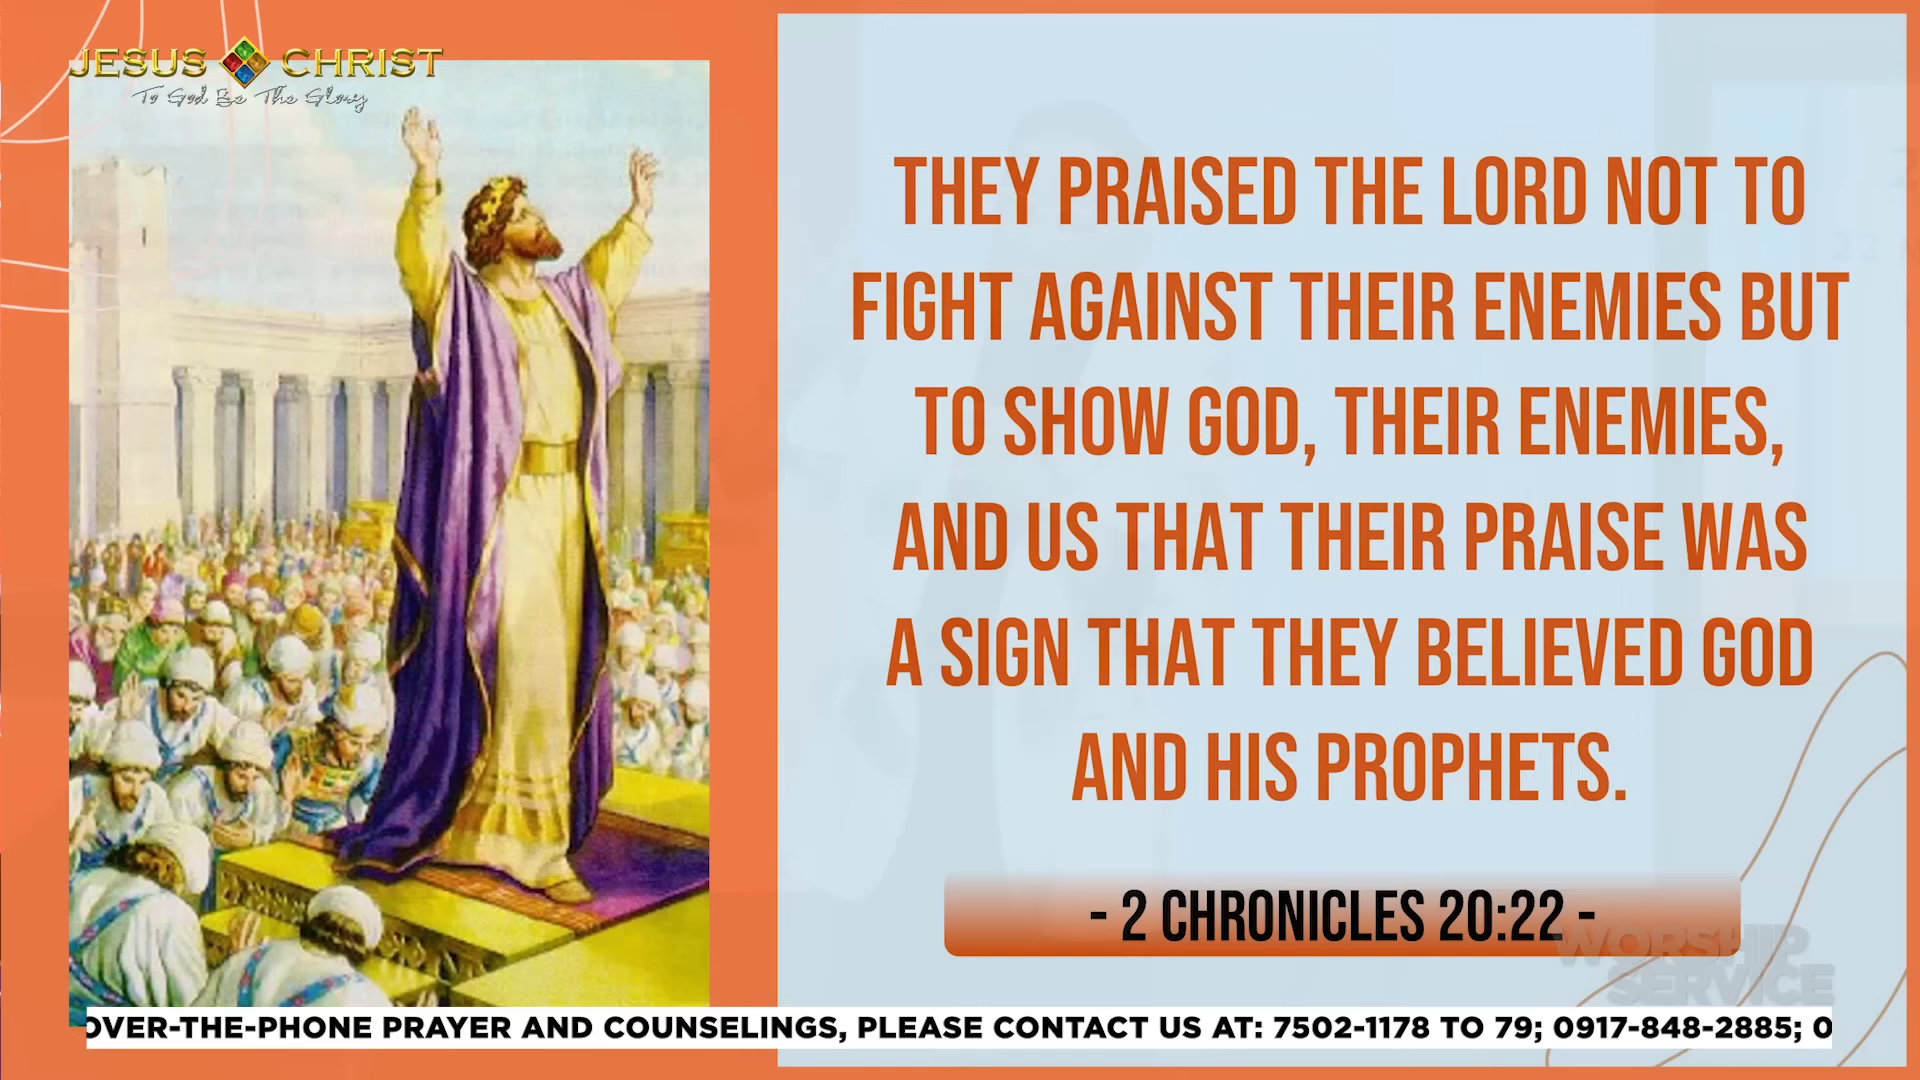 JESUS CHRIST
To God Be The Glory
THEY PRAISED THE LORD NOT TO
FIGHT AGAINST THEIR ENEMIES BUT
TO SHOW GOD, THEIR ENEMIES,
AND US THAT THEIR PRAISE WAS
A SIGN THAT THEY BELIEVED GOD
AND HIS PROPHETS.
- 2 CHRONICLES 20:22 -
WORSHIP
SERVICE
OVER-THE-PHONE PRAYER AND COUNSELINGS, PLEASE CONTACT US AT: 7502-1178 TO 79; 0917-848-2885; 0